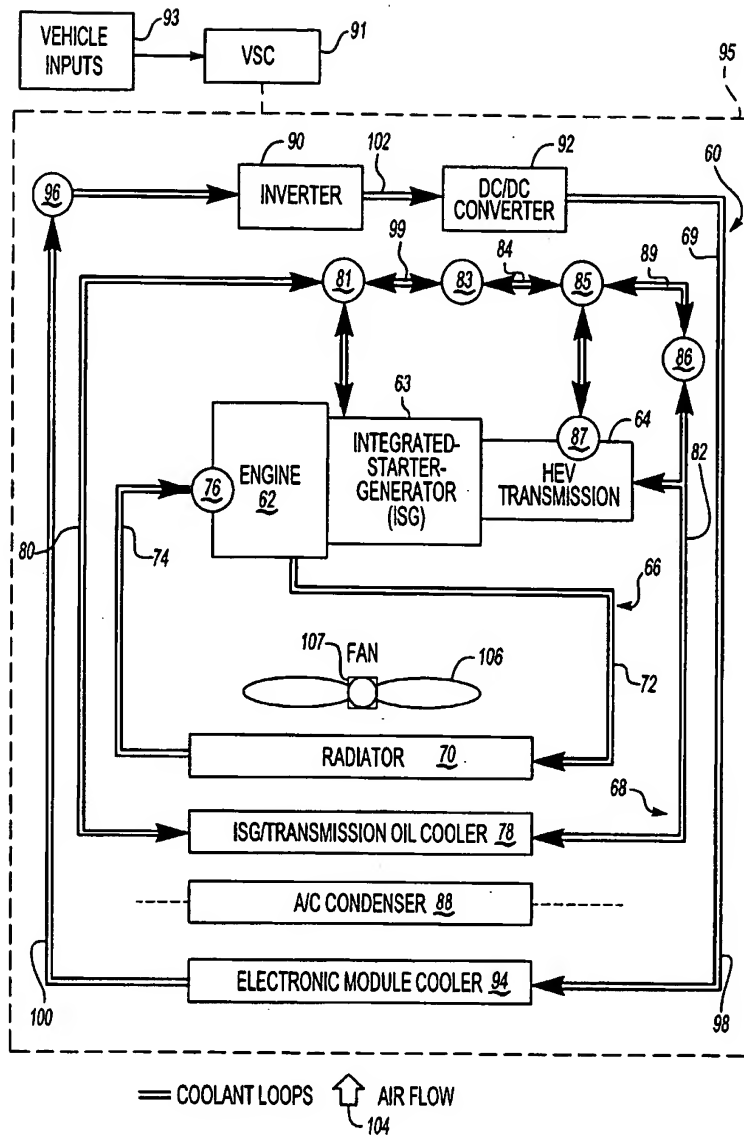 93
91
VEHICLE
INPUTS
VSC
95
90
102
92
60
96
INVERTER
DC/DC
CONVERTER
69
99
84
89
81
83
85
86
63
64
87
ENGINE
62
INTEGRATED-
STARTER-
GENERATOR
(ISG)
HEV
TRANSMISSION
76
80
74
82
66
107
FAN
106
72
RADIATOR 70
68
ISG/TRANSMISSION OIL COOLER 78
A/C CONDENSER 88
ELECTRONIC MODULE COOLER 94
100
98
COOLANT LOOPS
AIR FLOW
104